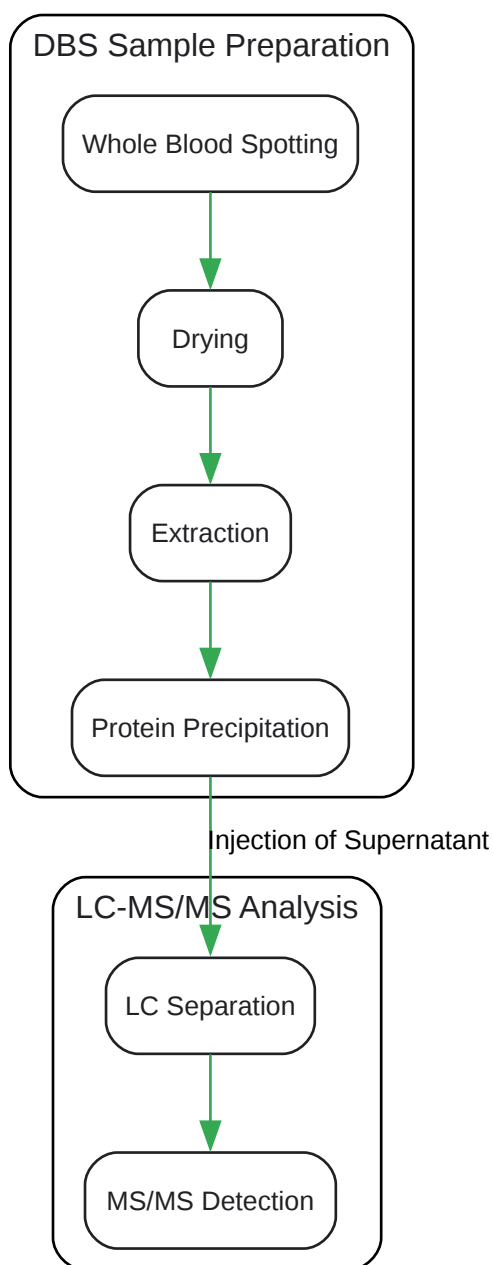 DBS Sample Preparation
Whole Blood Spotting
Drying
Extraction
Protein Precipitation
Injection of Supernatant
LC-MS/MS Analysis
LC Separation
MS/MS Detection